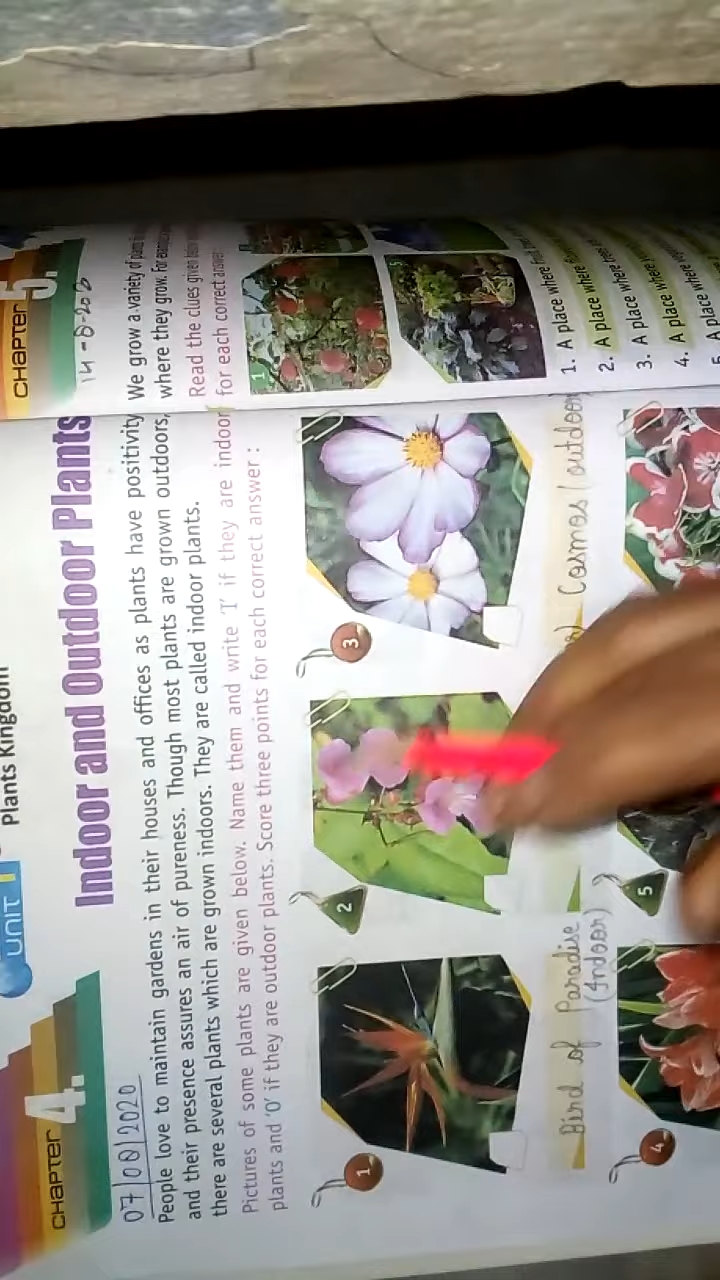 UNIT 1
Plants Kingdom
CHAPTER 4.
Indoor and Outdoor Plants
07/08/2020
People love to maintain gardens in their houses and offices as plants have positivity
and their presence assures an air of pureness. Though most plants are grown outdoors,
there are several plants which are grown indoors. They are called indoor plants.
Pictures of some plants are given below. Name them and write 'I' if they are indoor
plants and 'O' if they are outdoor plants. Score three points for each correct answer :
1
2
3
Bird of Paradise
(Indoor)
Cosmos (outdoor)
4
5
CHAPTER 5.
We grow a variety of
where they grow. For
Read the clues given
for each correct answer
1
1. A place where
2. A place where
3. A place where
4. A place where
5. A place